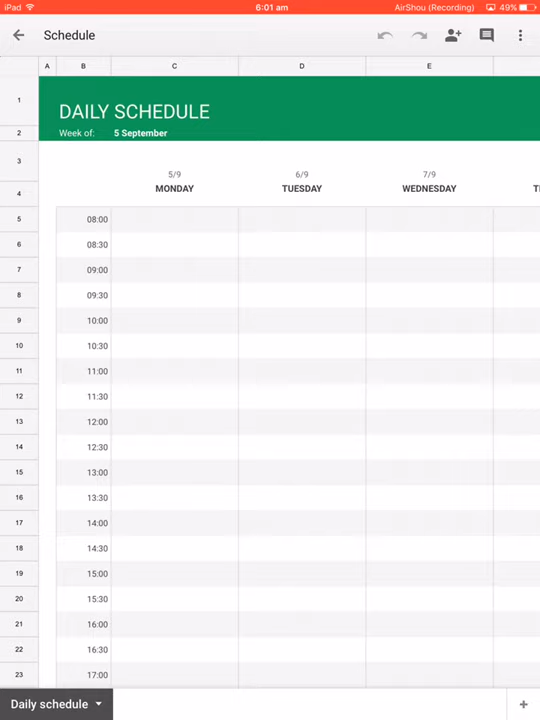 iPad 6:01 am AirShou (Recording) 49%
Schedule
A B C D E
1 DAILY SCHEDULE
2 Week of: 5 September
3 5/9 6/9 7/9
4 MONDAY TUESDAY WEDNESDAY T
5 08:00
6 08:30
7 09:00
8 09:30
9 10:00
10 10:30
11 11:00
12 11:30
13 12:00
14 12:30
15 13:00
16 13:30
17 14:00
18 14:30
19 15:00
20 15:30
21 16:00
22 16:30
23 17:00
Daily schedule